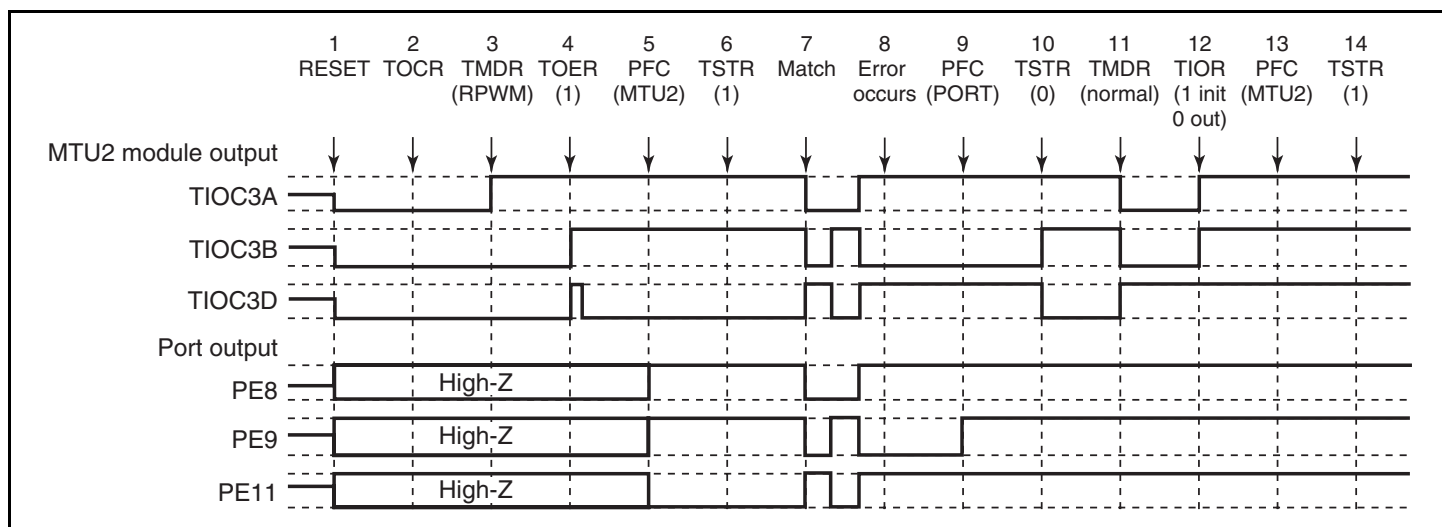 1 2 3 4 5 6 7 8 9 10 11 12 13 14
RESET TOCR TMDR TOER PFC TSTR Match Error PFC TSTR TMDR TIOR PFC TSTR
(RPWM) (1) (MTU2) (1) occurs (PORT) (0) (normal) (1 init (MTU2) (1)
0 out)
MTU2 module output
TIOC3A
TIOC3B
TIOC3D
Port output
PE8 High-Z
PE9 High-Z
PE11 High-Z